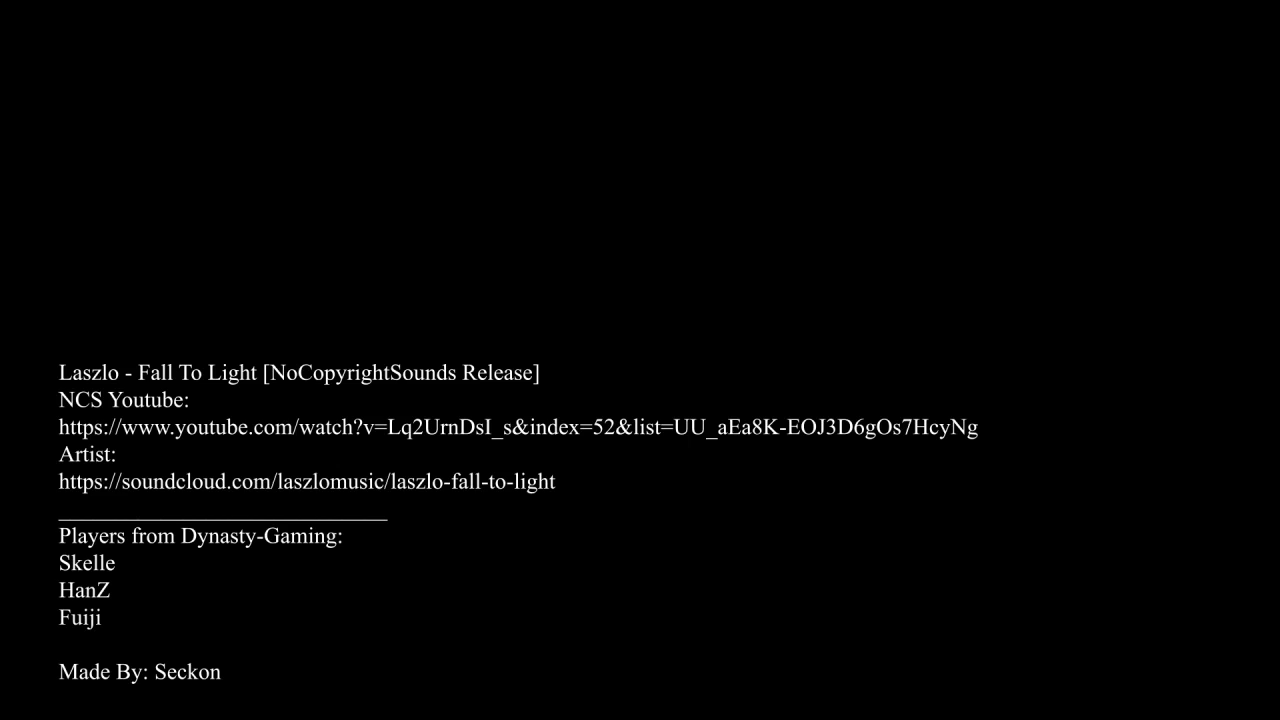 Laszlo - Fall To Light [NoCopyrightSounds Release]
NCS Youtube:
https://www.youtube.com/watch?v=Lq2UrnDsI_s&index=52&list=UU_aEa8K-EOJ3D6gOs7HcyNg
Artist:
https://soundcloud.com/laszlomusic/laszlo-fall-to-light
______________________________
Players from Dynasty-Gaming:
Skelle
HanZ
Fuiji
Made By: Seckon